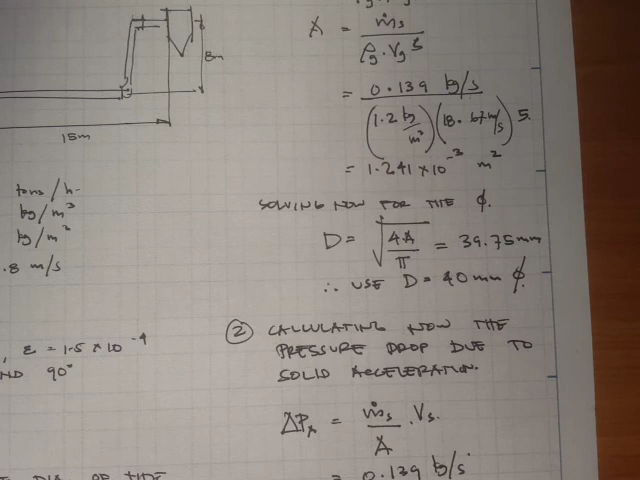 8m
15m
A = ṁs / ρg · Vg S
= 0.139 kg/s / (1.2 kg/m³)(18.67 m/s) 5.
= 1.241 × 10⁻³ m²
tons/h
kg/m³
kg/m²
.8 m/s
SOLVING NOW FOR THE ϕ.
D = √(4A/π) = 39.75 mm
∴ USE D = 40 mm ϕ.
, ε = 1.5 × 10⁻⁴
ND 90°
② CALCULATING NOW THE
PRESSURE DROP DUE TO
SOLID ACCELERATION.
ΔPA = ṁs / A · Vs.
= 0.139 kg/s